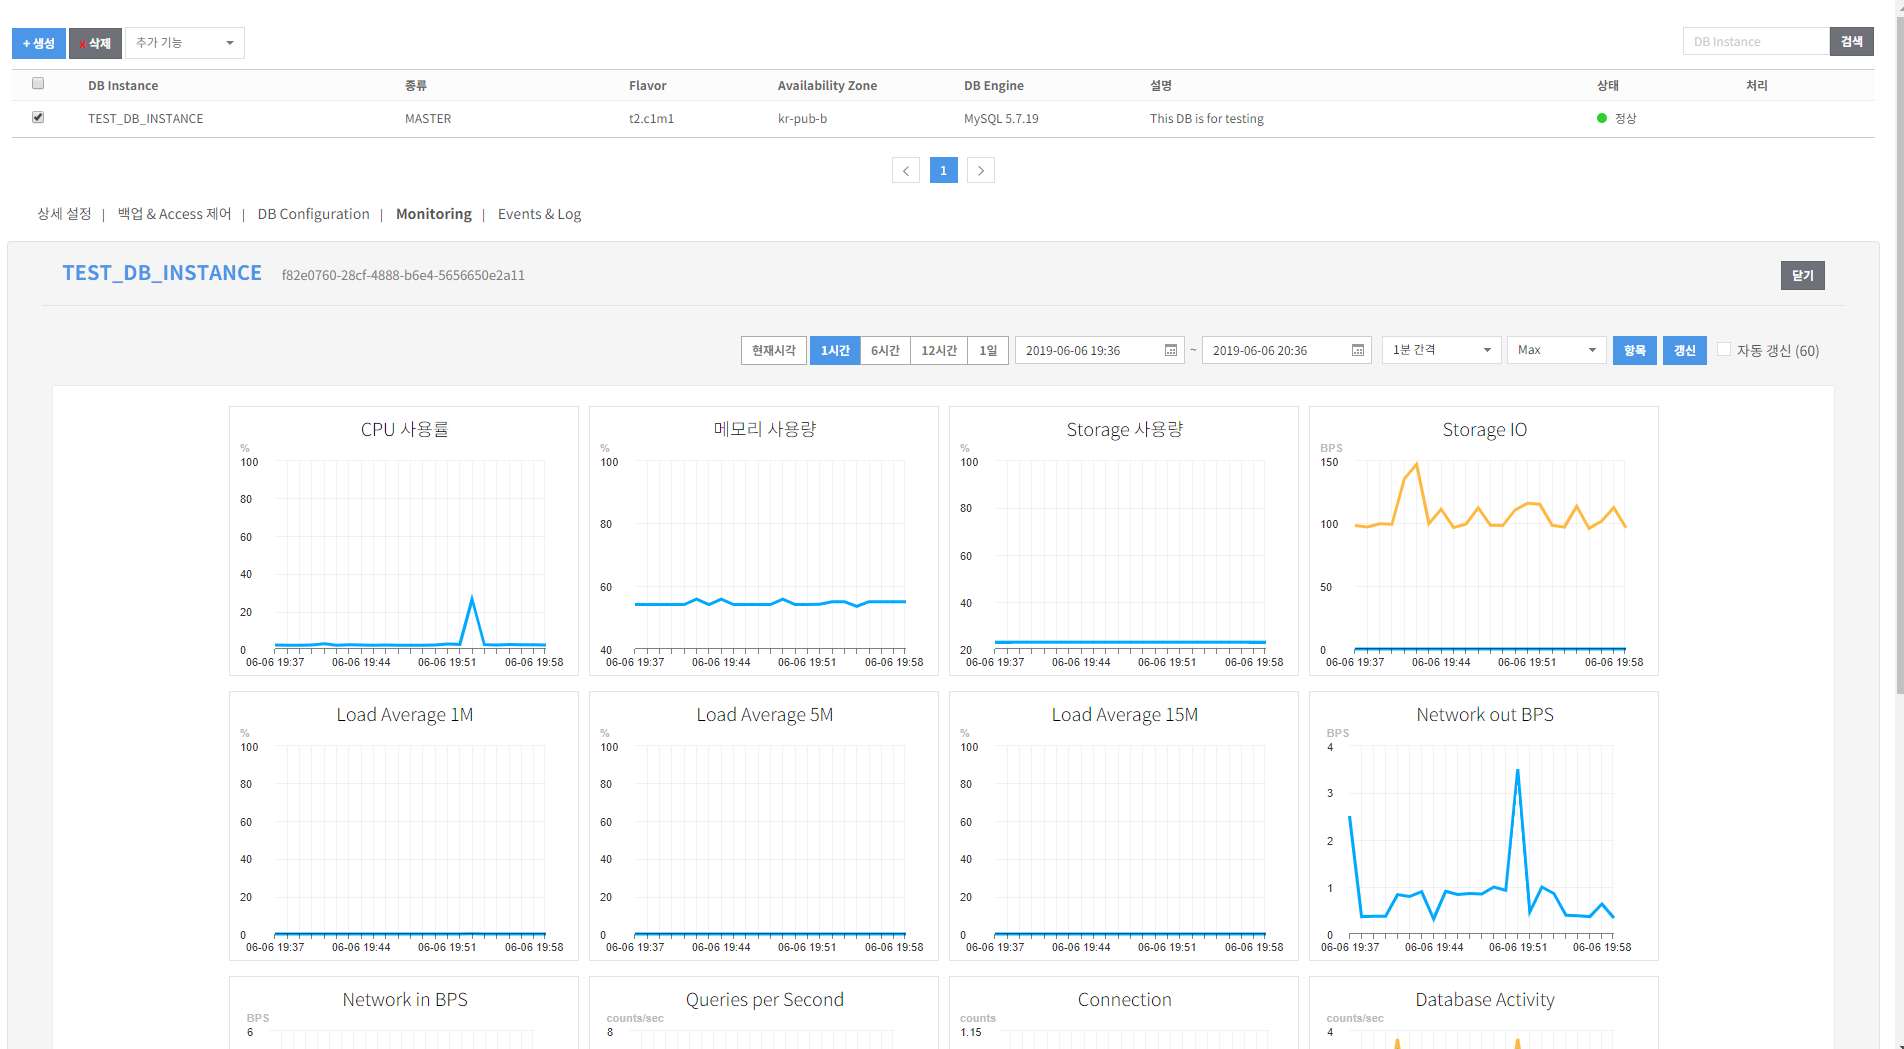 + 생성 x 삭제 추가 기능 DB Instance 검색
DB Instance 종류 Flavor Availability Zone DB Engine 설명 상태 처리
TEST_DB_INSTANCE MASTER t2.c1m1 kr-pub-b MySQL 5.7.19 This DB is for testing 정상
< 1 >
상세 설정 | 백업 & Access 제어 | DB Configuration | Monitoring | Events & Log
TEST_DB_INSTANCE f82e0760-28cf-4888-b6e4-5656650e2a11 닫기
현재시각 1시간 6시간 12시간 1일 2019-06-06 19:36 ~ 2019-06-06 20:36 1분 간격 Max 항목 갱신 자동 갱신 (60)
CPU 사용률
%
100
80
60
40
20
0
06-06 19:37 06-06 19:44 06-06 19:51 06-06 19:58
메모리 사용량
%
100
80
60
40
06-06 19:37 06-06 19:44 06-06 19:51 06-06 19:58
Storage 사용량
%
100
80
60
40
20
06-06 19:37 06-06 19:44 06-06 19:51 06-06 19:58
Storage IO
BPS
150
100
50
0
06-06 19:37 06-06 19:44 06-06 19:51 06-06 19:58
Load Average 1M
%
100
80
60
40
20
0
06-06 19:37 06-06 19:44 06-06 19:51 06-06 19:58
Load Average 5M
%
100
80
60
40
20
0
06-06 19:37 06-06 19:44 06-06 19:51 06-06 19:58
Load Average 15M
%
100
80
60
40
20
0
06-06 19:37 06-06 19:44 06-06 19:51 06-06 19:58
Network out BPS
BPS
4
3
2
1
0
06-06 19:37 06-06 19:44 06-06 19:51 06-06 19:58
Network in BPS
BPS
6
Queries per Second
counts/sec
8
Connection
counts
1.15
Database Activity
counts/sec
4